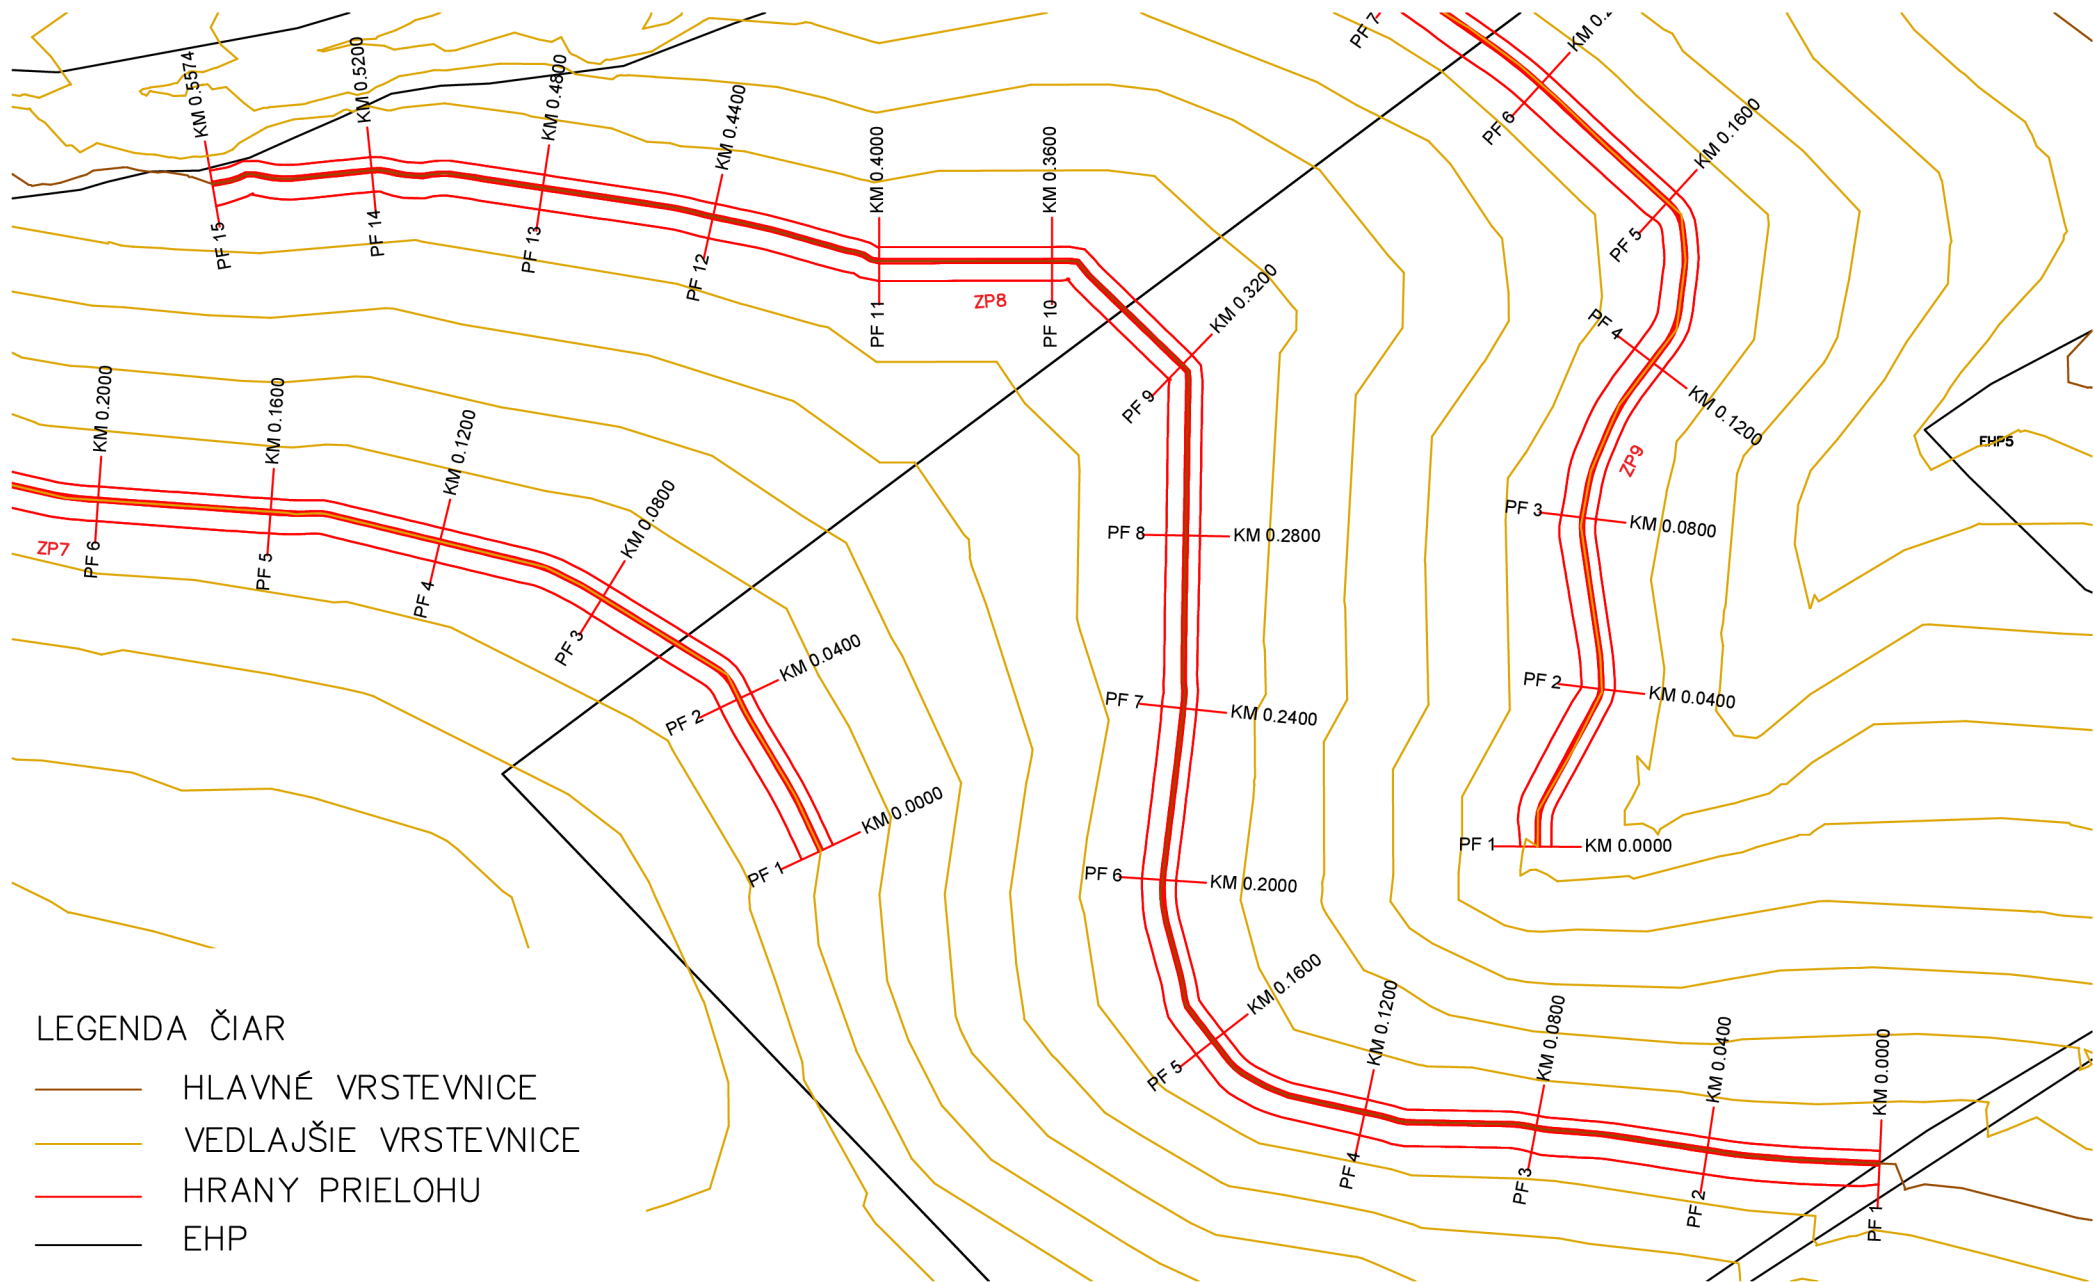 KM 0.5574
KM 0.5200
KM 0.4800
KM 0.4400
KM 0.4000
KM 0.3600
KM 0.3200
PF 15
PF 14
PF 13
PF 12
PF 11
ZP8
PF 10
PF 9
PF 8
KM 0.2800
PF 7
KM 0.2400
PF 6
KM 0.2000
PF 5
KM 0.1600
PF 4
KM 0.1200
PF 3
KM 0.0800
PF 2
KM 0.0400
PF 1
KM 0.0000
KM 0.2000
KM 0.1600
KM 0.1200
KM 0.0800
KM 0.0400
KM 0.0000
ZP7
PF 6
PF 5
PF 4
PF 3
PF 2
PF 1
PF 7
PF 6
PF 5
KM 0.1600
PF 4
KM 0.1200
ZP9
PF 3
KM 0.0800
PF 2
KM 0.0400
PF 1
KM 0.0000
EHP5
LEGENDA ČIAR
HLAVNÉ VRSTEVNICE
VEDLAJŠIE VRSTEVNICE
HRANY PRIELOHU
EHP